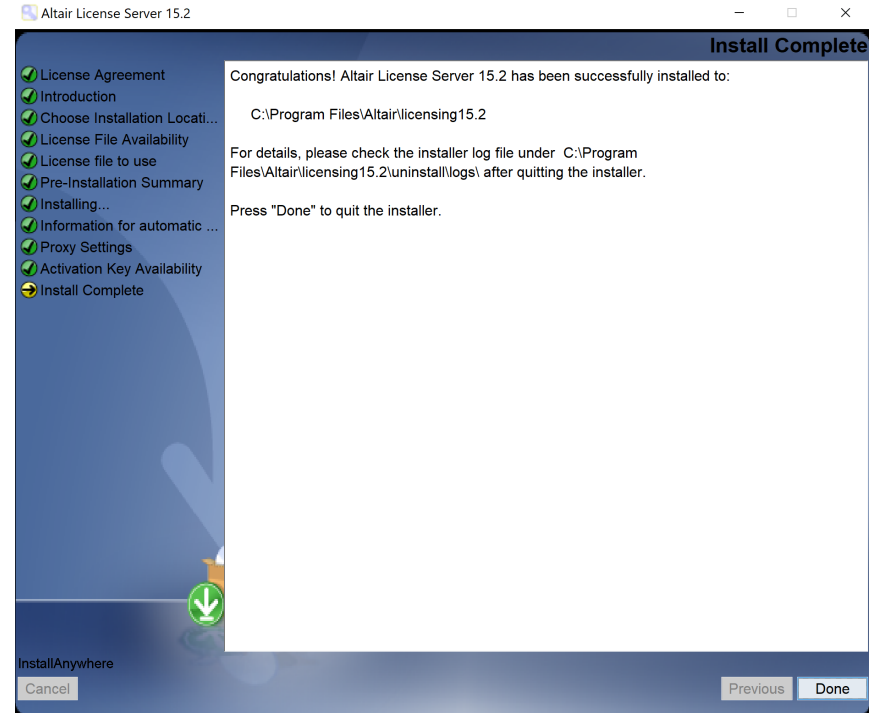 Altair License Server 15.2
Install Complete
License Agreement
Introduction
Choose Installation Locati...
License File Availability
License file to use
Pre-Installation Summary
Installing...
Information for automatic ...
Proxy Settings
Activation Key Availability
Install Complete
Congratulations! Altair License Server 15.2 has been successfully installed to:
C:\Program Files\Altair\licensing15.2
For details, please check the installer log file under  C:\Program
Files\Altair\licensing15.2\uninstall\logs\ after quitting the installer.
Press "Done" to quit the installer.
InstallAnywhere
Cancel
Previous
Done